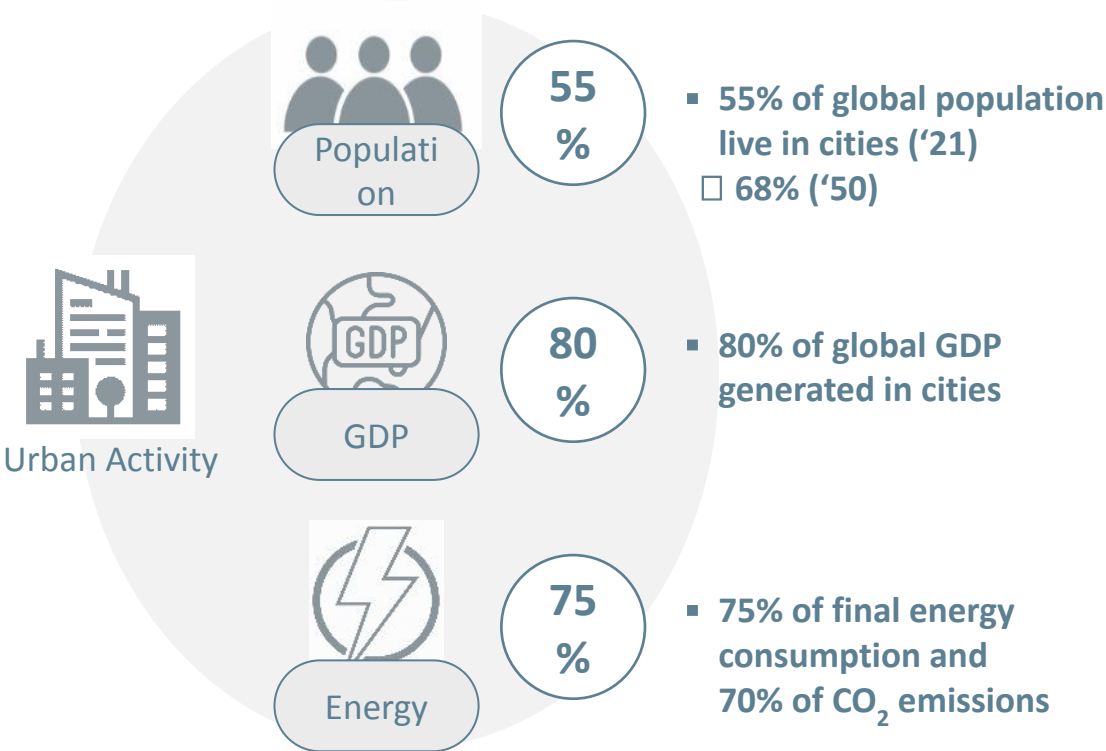 Populati
on
55
%
▪ 55% of global population
live in cities (‘21)
□ 68% (‘50)
Urban Activity
GDP
GDP
80
%
▪ 80% of global GDP
generated in cities
Energy
75
%
▪ 75% of final energy
consumption and
70% of CO₂ emissions